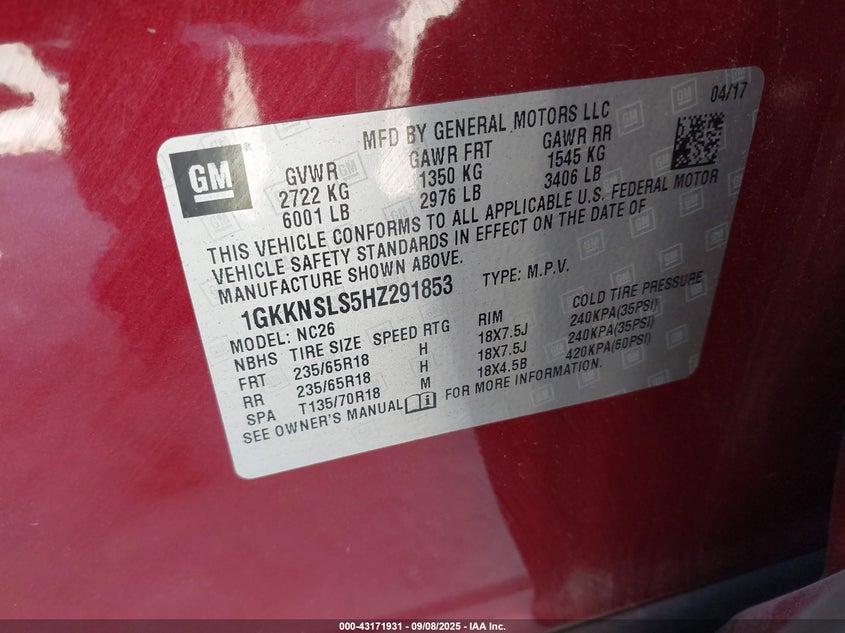 04/17
MFD BY GENERAL MOTORS LLC
GM
GVWR GAWR FRT GAWR RR
2722 KG 1350 KG 1545 KG
6001 LB 2976 LB 3406 LB
THIS VEHICLE CONFORMS TO ALL APPLICABLE U.S. FEDERAL MOTOR
VEHICLE SAFETY STANDARDS IN EFFECT ON THE DATE OF
MANUFACTURE SHOWN ABOVE.
1GKKNSLS5HZ291853 TYPE: M.P.V.
MODEL: NC26
NBHS TIRE SIZE SPEED RTG RIM COLD TIRE PRESSURE
FRT 235/65R18 H 18X7.5J 240KPA(35PSI)
RR 235/65R18 H 18X7.5J 240KPA(35PSI)
SPA T135/70R18 M 18X4.5B 420KPA(60PSI)
SEE OWNER'S MANUAL FOR MORE INFORMATION.
000-43171931 - 09/08/2025 - IAA Inc.